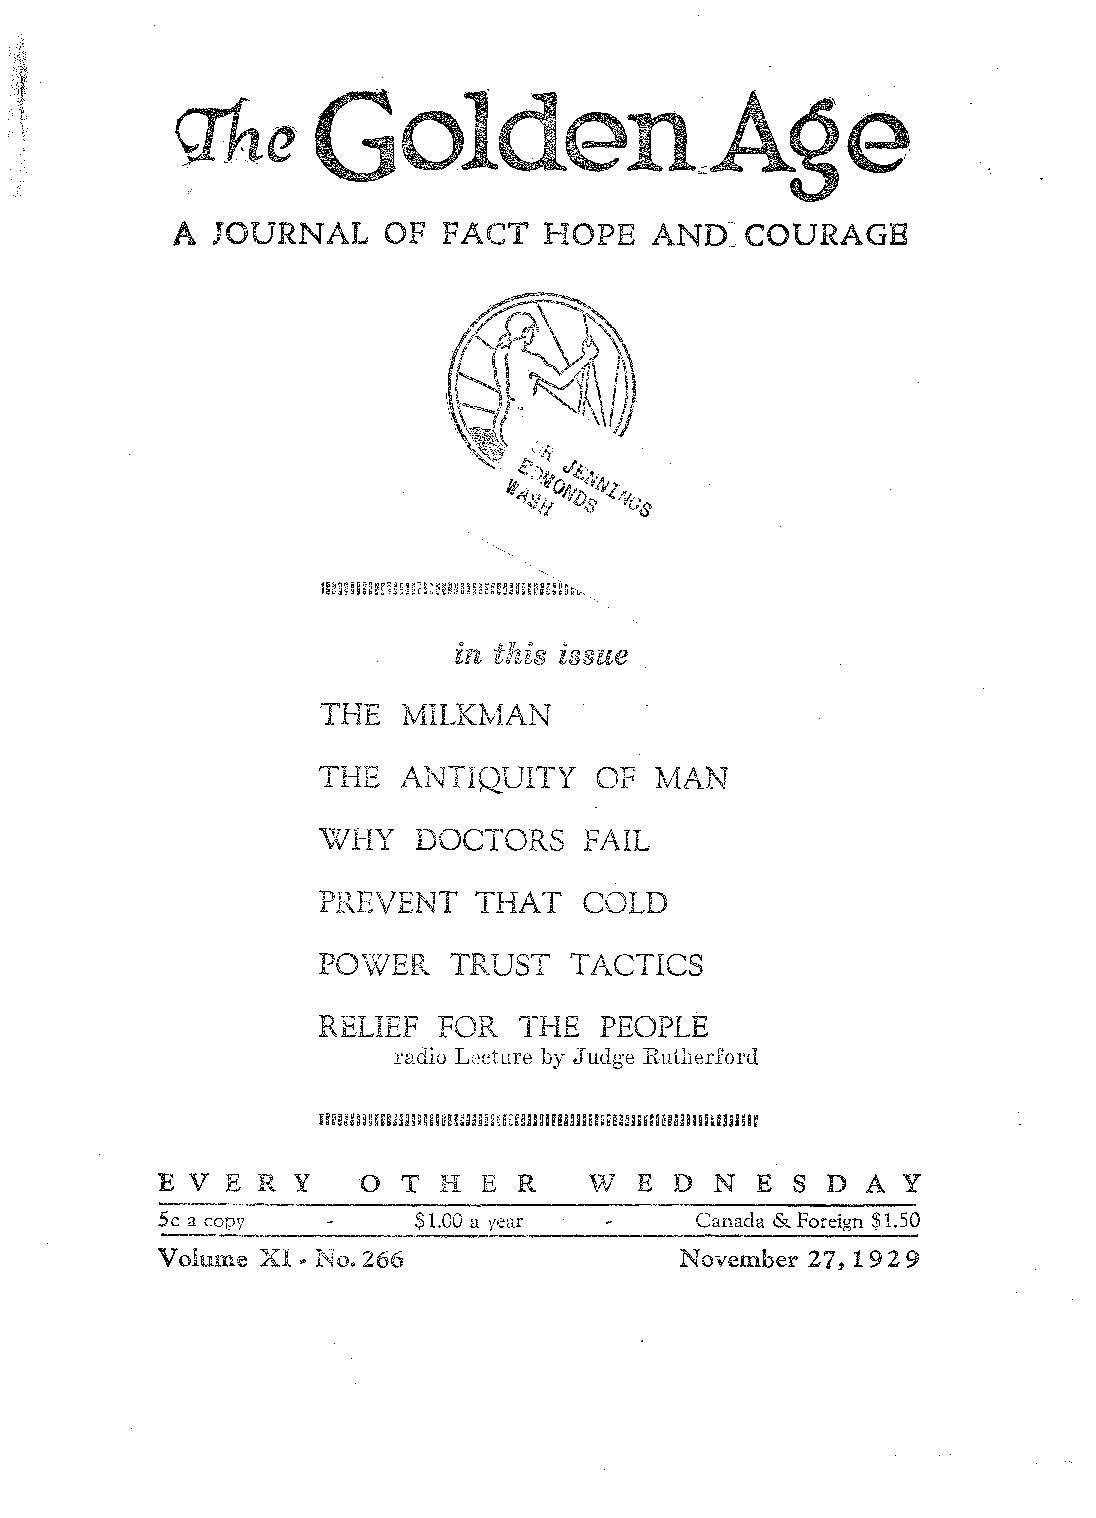 The Golden Age
A JOURNAL OF FACT HOPE AND COURAGE
JENNINGS
EDMONDS
WASH
in this issue
THE MILKMAN
THE ANTIQUITY OF MAN
WHY DOCTORS FAIL
PREVENT THAT COLD
POWER TRUST TACTICS
RELIEF FOR THE PEOPLE
radio Lecture by Judge Rutherford
EVERY OTHER WEDNESDAY
5c a copy - $1.00 a year - Canada & Foreign $1.50
Volume XI - No. 266 November 27, 1929